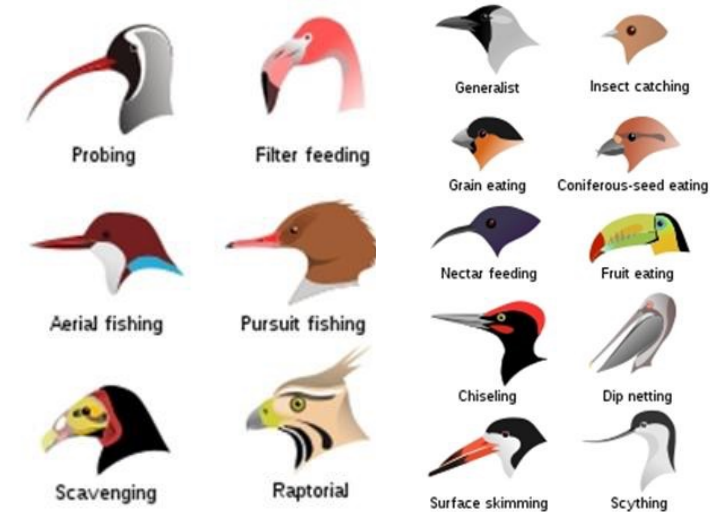 Probing
Filter feeding
Aerial fishing
Pursuit fishing
Scavenging
Raptorial
Generalist
Insect catching
Grain eating
Coniferous-seed eating
Nectar feeding
Fruit eating
Chiseling
Dip netting
Surface skimming
Scything